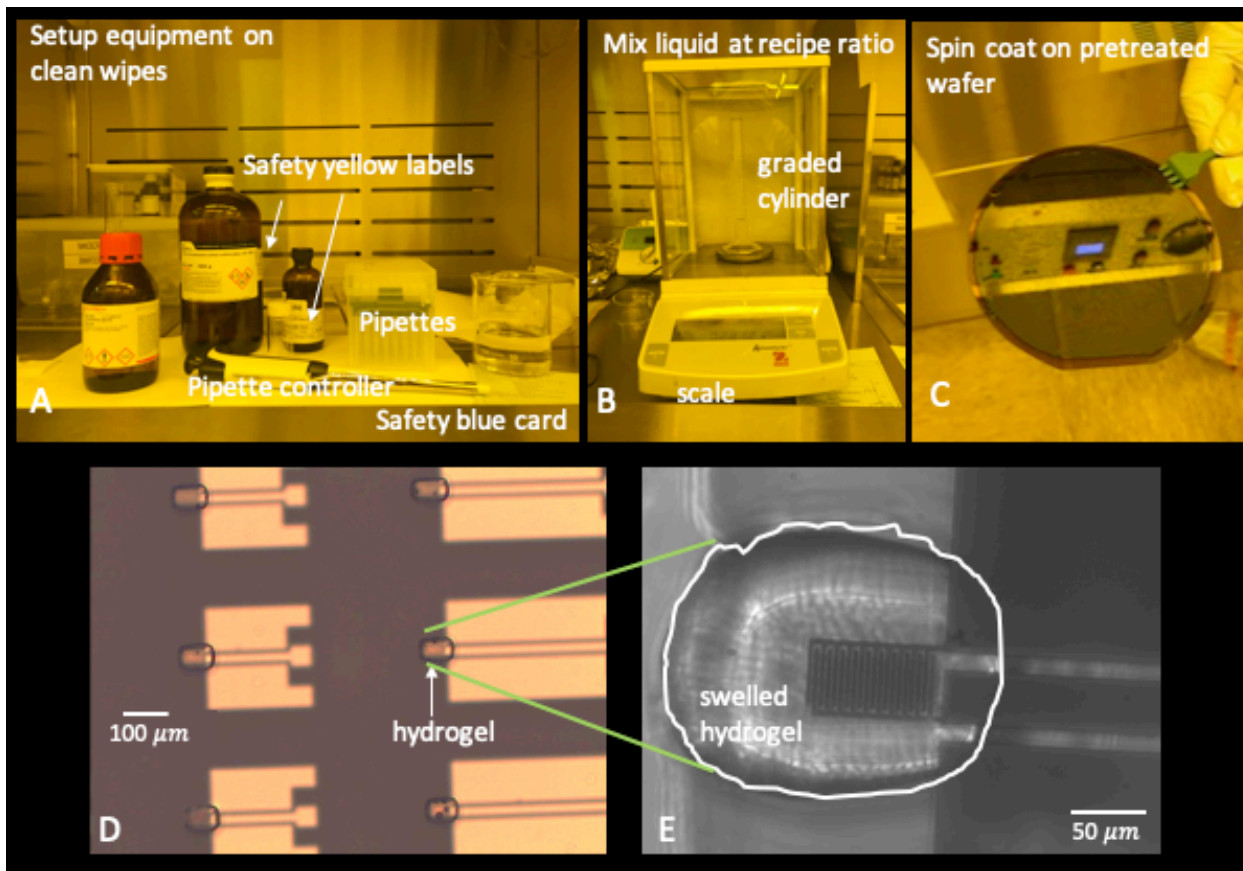 Setup equipment on
clean wipes
Safety yellow labels
Pipettes
Pipette controller
A
Safety blue card
Mix liquid at recipe ratio
graded
cylinder
B
scale
Spin coat on pretreated
wafer
C
100 μm
hydrogel
D
swelled
hydrogel
E
50 μm